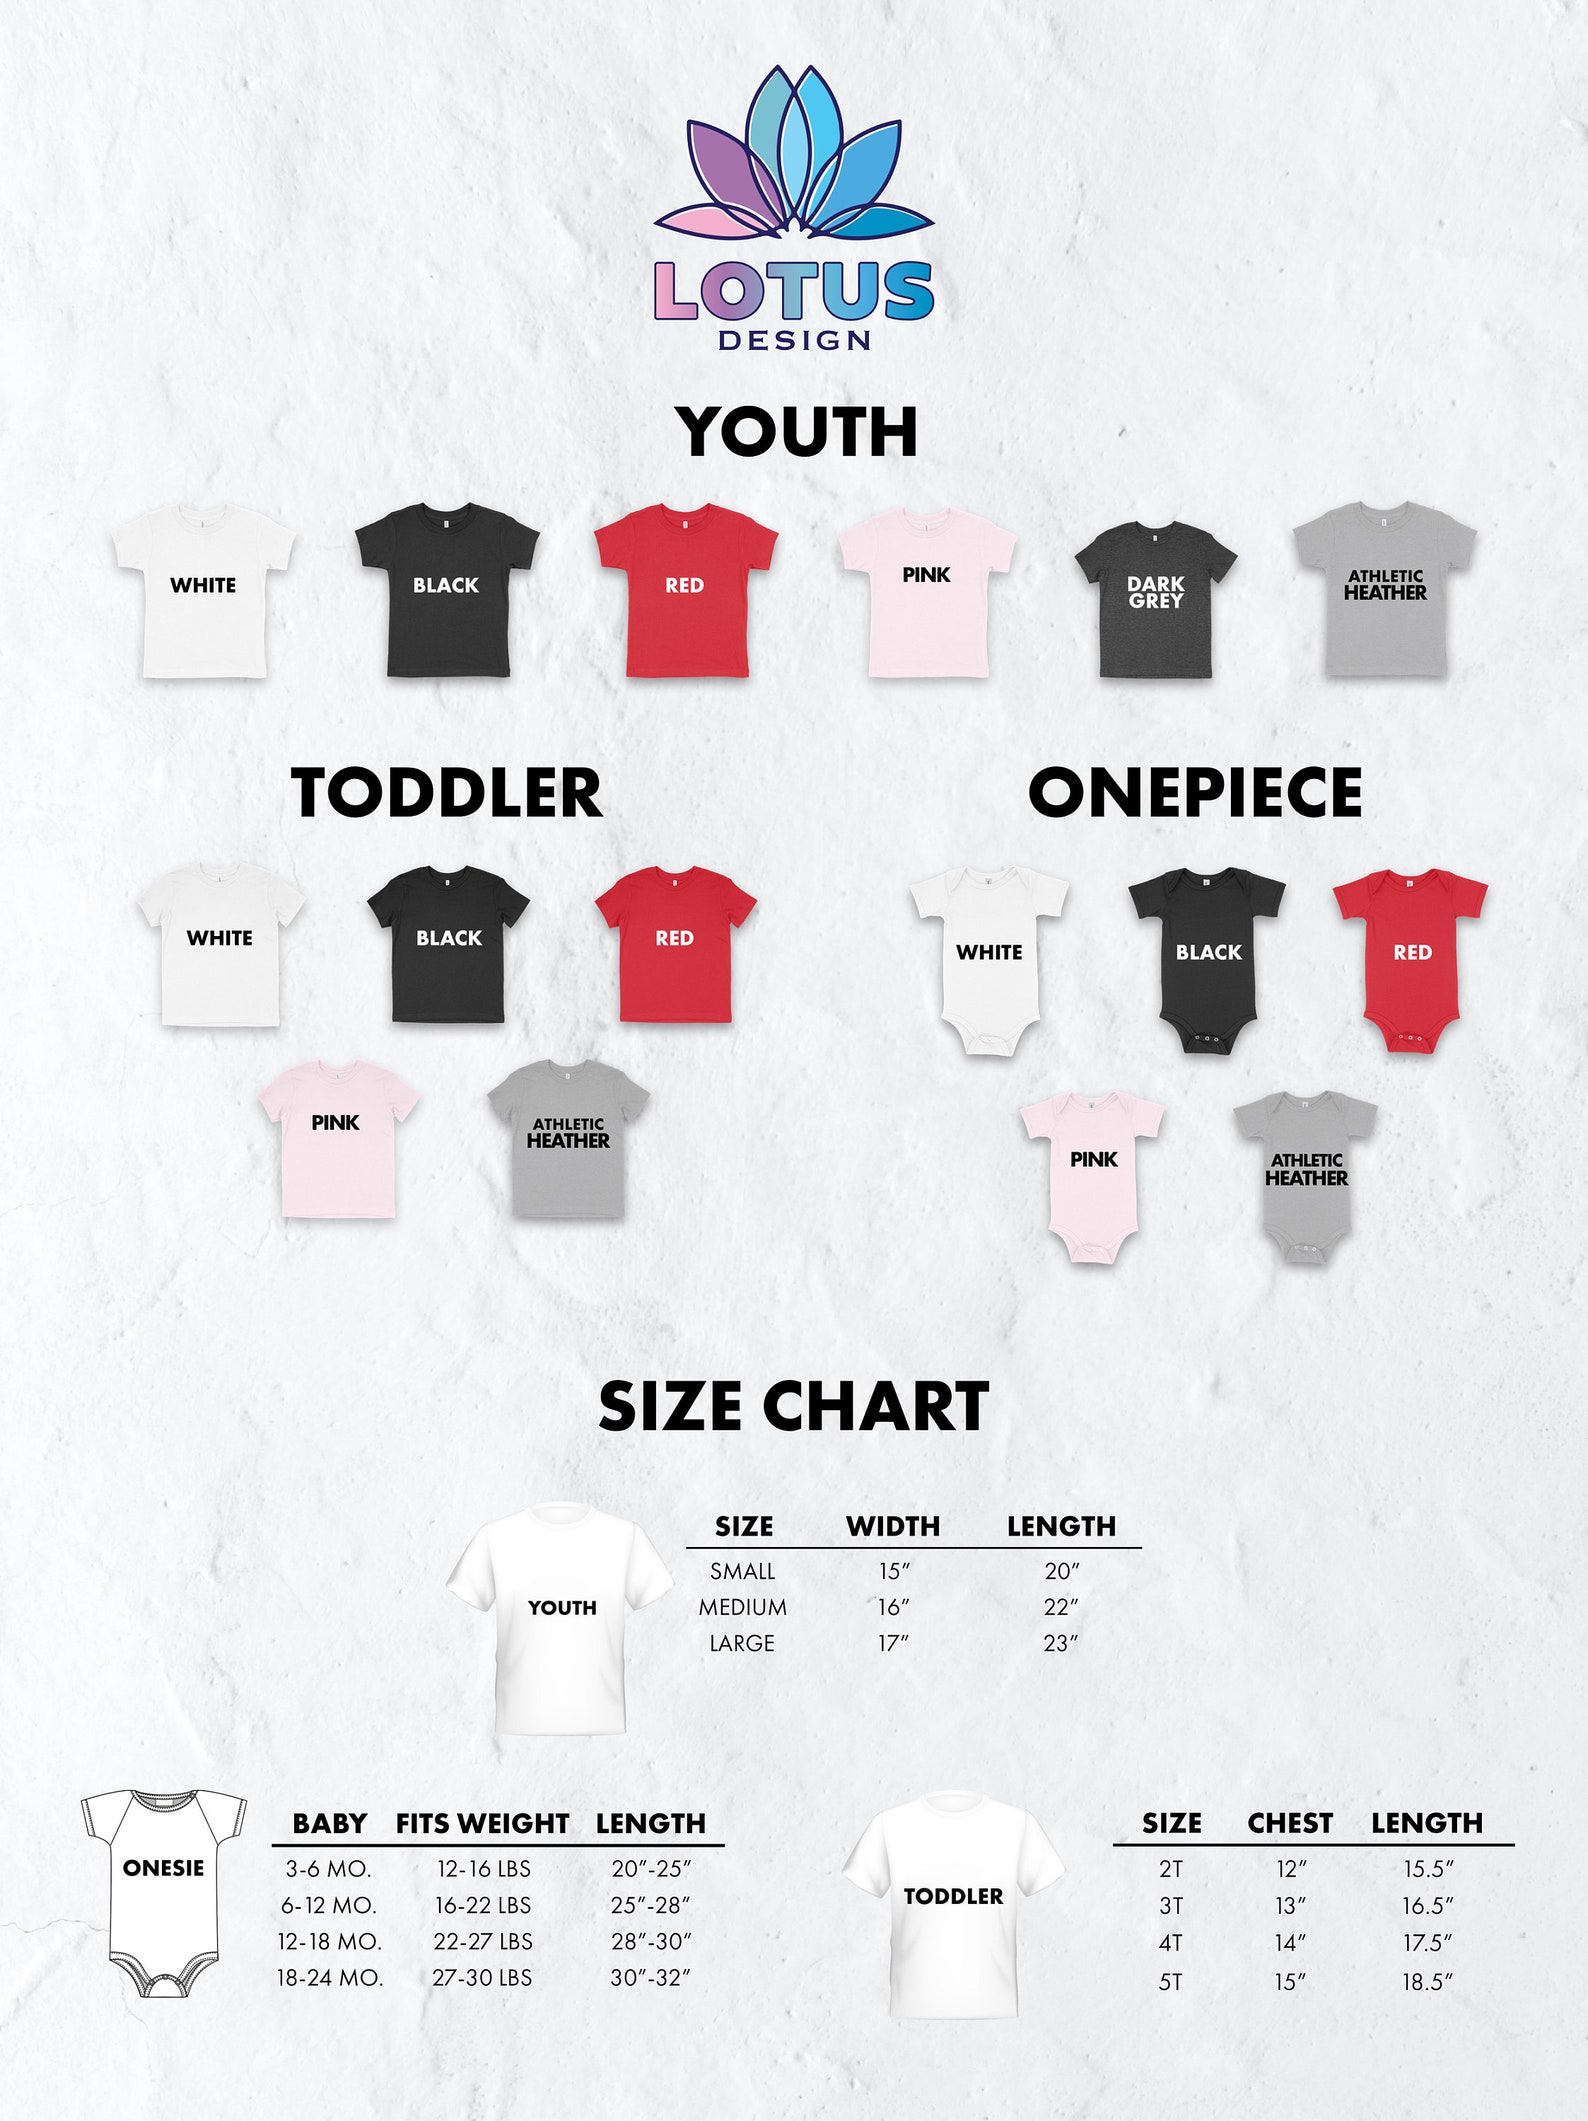 LOTUS
DESIGN
YOUTH
WHITE
BLACK
RED
PINK
DARK
GREY
ATHLETIC
HEATHER
TODDLER
WHITE
BLACK
RED
PINK
ATHLETIC
HEATHER
ONEPIECE
WHITE
BLACK
RED
PINK
ATHLETIC
HEATHER
SIZE CHART
YOUTH
SIZE WIDTH LENGTH
SMALL 15” 20”
MEDIUM 16” 22”
LARGE 17” 23”
ONESIE
BABY FITS WEIGHT LENGTH
3-6 MO. 12-16 LBS 20”-25”
6-12 MO. 16-22 LBS 25”-28”
12-18 MO. 22-27 LBS 28”-30”
18-24 MO. 27-30 LBS 30”-32”
TODDLER
SIZE CHEST LENGTH
2T 12” 15.5”
3T 13” 16.5”
4T 14” 17.5”
5T 15” 18.5”